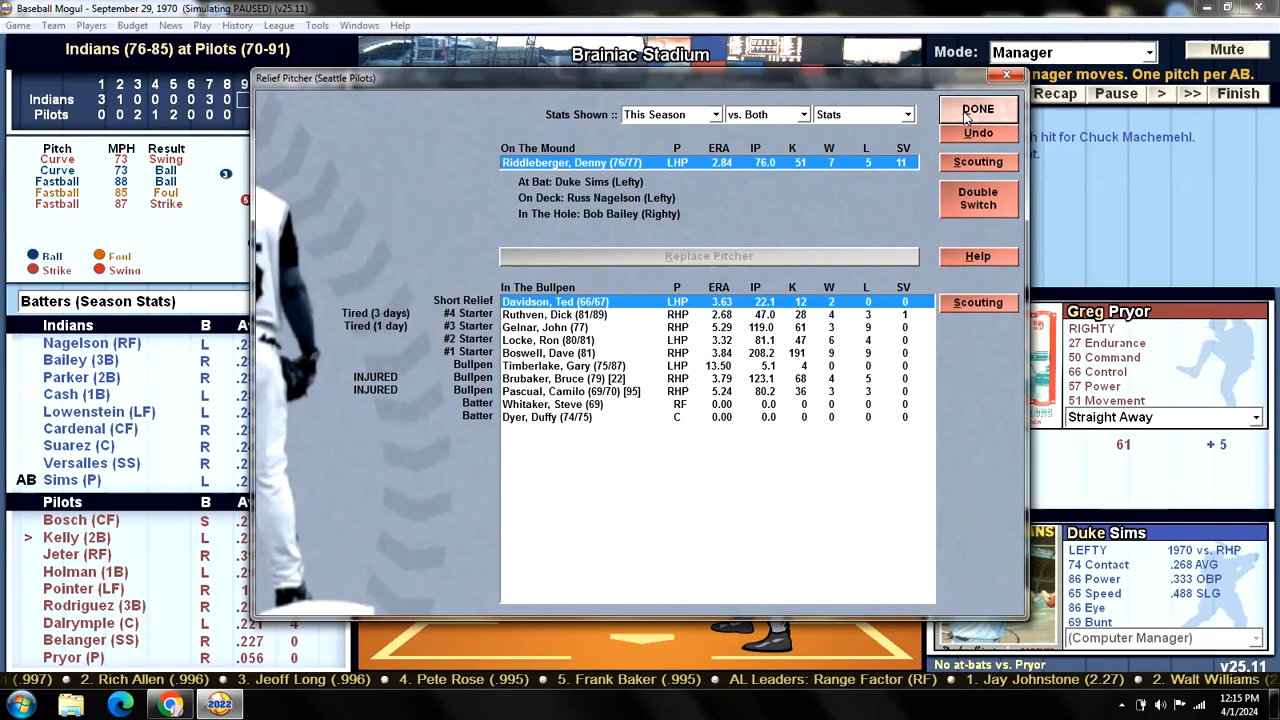 Baseball Mogul - September 29, 1970 (Simulating PAUSED) (v25.11)
Game Team Players Budget News Play History League Tools Windows Help
Indians (76-85) at Pilots (70-91)
Brainiac Stadium
Mode: Manager Mute
nager moves. One pitch per AB.
Recap Pause > >> Finish
1 2 3 4 5 6 7 8 9
Indians 3 1 0 0 0 0 3 0
Pilots 0 0 2 1 2 0 0 0
h hit for Chuck Machemehl.
Pitch MPH Result
Curve 73 Swing
Curve 73 Ball
Fastball 88 Ball
Fastball 85 Foul
Fastball 87 Strike
Ball Foul
Strike Swing
Relief Pitcher (Seattle Pilots)
Stats Shown :: This Season vs. Both Stats
DONE
Undo
Scouting
Double Switch
Help
Scouting
On The Mound P ERA IP K W L SV
Riddleberger, Denny (76/77) LHP 2.84 76.0 51 7 5 11
At Bat: Duke Sims (Lefty)
On Deck: Russ Nagelson (Lefty)
In The Hole: Bob Bailey (Righty)
Replace Pitcher
In The Bullpen P ERA IP K W L SV
Short Relief Davidson, Ted (66/67) LHP 3.63 22.1 12 2 0 0
Tired (3 days) #4 Starter Ruthven, Dick (81/89) RHP 2.68 47.0 28 4 3 1
Tired (1 day) #3 Starter Gelnar, John (77) RHP 5.29 119.0 61 3 9 0
#2 Starter Locke, Ron (80/81) LHP 3.32 81.1 47 6 4 0
#1 Starter Boswell, Dave (81) RHP 3.84 208.2 191 9 9 0
Bullpen Timberlake, Gary (75/87) LHP 13.50 5.1 4 0 0 0
INJURED Bullpen Brubaker, Bruce (79) [22] RHP 3.79 123.1 68 4 5 0
INJURED Bullpen Pascual, Camilo (69/70) [95] RHP 5.24 80.2 36 3 3 0
Batter Whitaker, Steve (69) RF 0.00 0.0 0 0 0 0
Batter Dyer, Duffy (74/75) C 0.00 0.0 0 0 0 0
Batters (Season Stats)
Indians B A
Nagelson (RF) L .2
Bailey (3B) R .2
Parker (2B) R .2
Cash (1B) L .2
Lowenstein (LF) L .2
Cardenal (CF) R .2
Suarez (C) R .2
Versalles (SS) R .2
AB Sims (P) L .2
Pilots B A
Bosch (CF) S .2
> Kelly (2B) L .2
Jeter (RF) R .3
Holman (1B) L .2
Pointer (LF) R
Rodriguez (3B) R .2
Dalrymple (C) L .221 4
Belanger (SS) R .227 0
Pryor (P) R .056 0
Greg Pryor
RIGHTY
27 Endurance
50 Command
66 Control
57 Power
51 Movement
Straight Away
61 + 5
Duke Sims
LEFTY 1970 vs. RHP
74 Contact .268 AVG
86 Power .333 OBP
65 Speed .488 SLG
86 Eye
69 Bunt
(Computer Manager)
No at-bats vs. Pryor v25.11
(.997) 2. Rich Allen (.996) 3. Jeoff Long (.996) 4. Pete Rose (.995) 5. Frank Baker (.995) AL Leaders: Range Factor (RF) 1. Jay Johnstone (2.27) 2. Walt Williams (2
2022
12:15 PM
4/1/2024